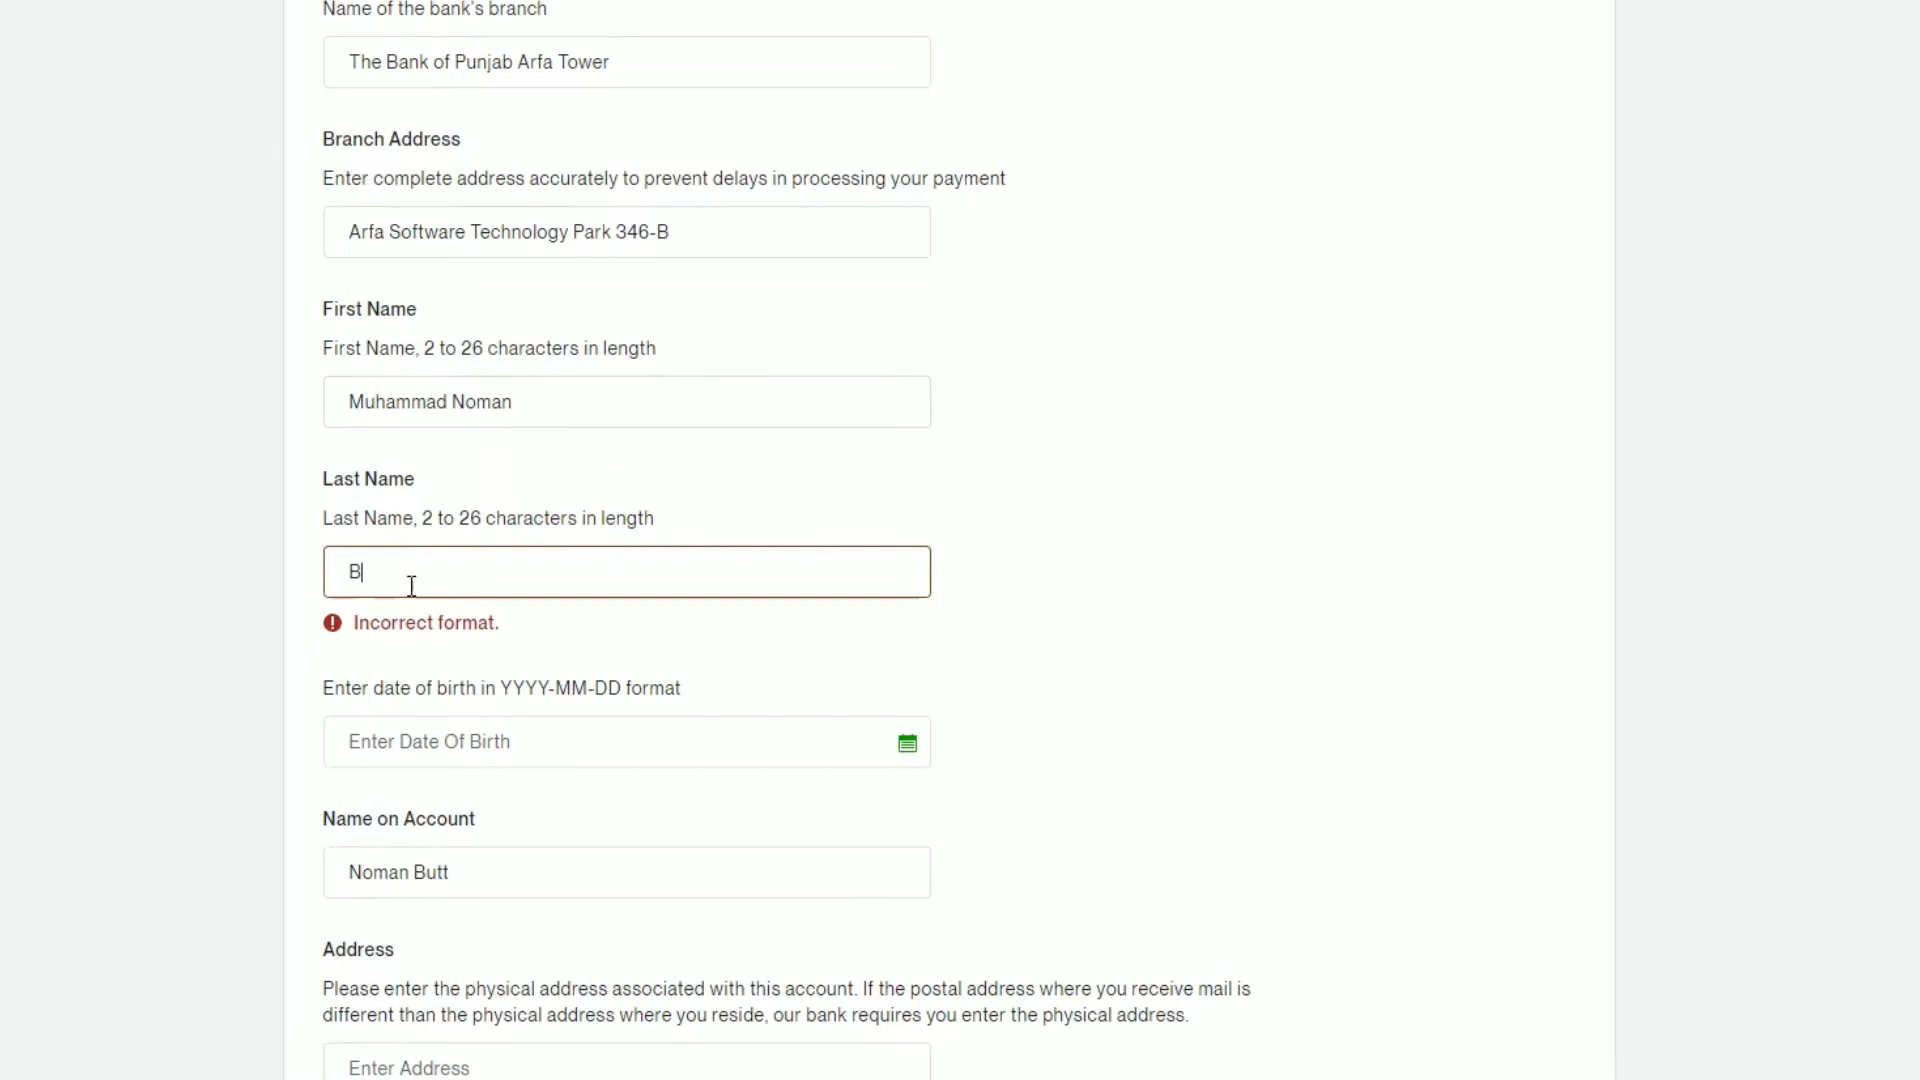 Name of the bank's branch
The Bank of Punjab Arfa Tower
Branch Address
Enter complete address accurately to prevent delays in processing your payment
Arfa Software Technology Park 346-B
First Name
First Name, 2 to 26 characters in length
Muhammad Noman
Last Name
Last Name, 2 to 26 characters in length
B
Incorrect format.
Enter date of birth in YYYY-MM-DD format
Enter Date Of Birth
Name on Account
Noman Butt
Address
Please enter the physical address associated with this account. If the postal address where you receive mail is
different than the physical address where you reside, our bank requires you enter the physical address.
Enter Address